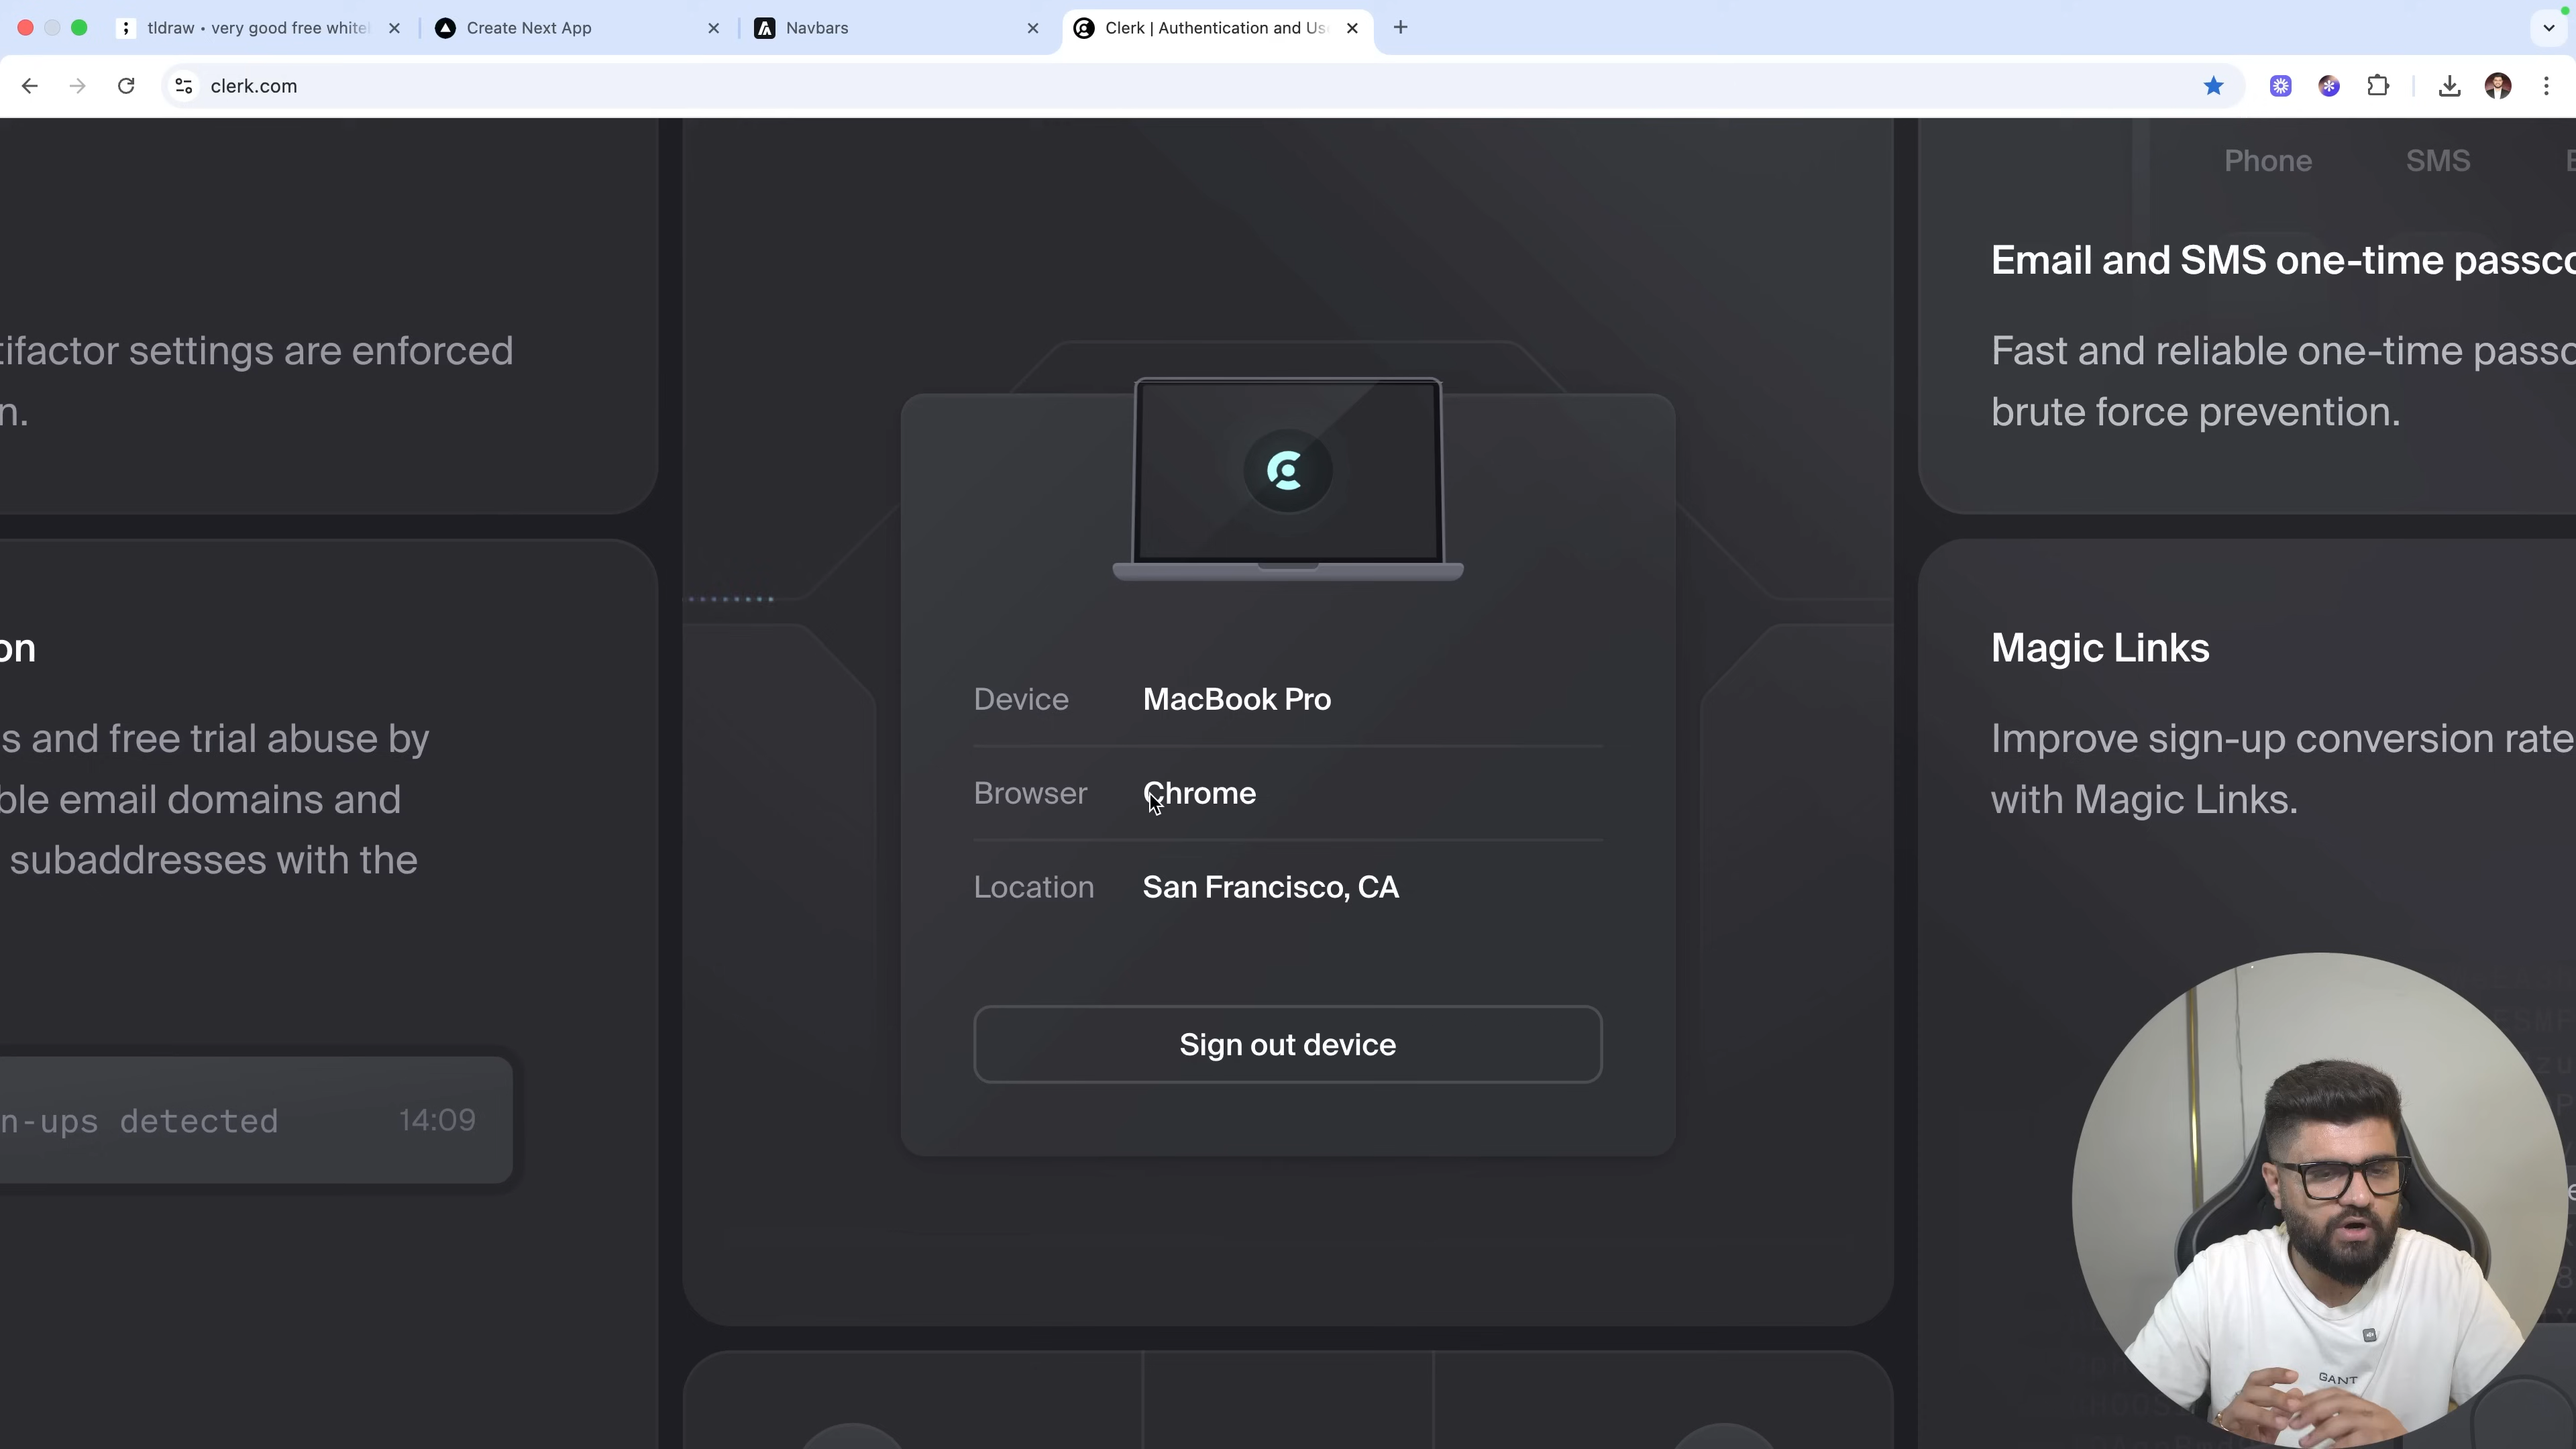 tldraw • very good free white
Create Next App
Navbars
Clerk | Authentication and Us
clerk.com
tifactor settings are enforced
n.
on
s and free trial abuse by
ble email domains and
subaddresses with the
n-ups detected 14:09
Device MacBook Pro
Browser Chrome
Location San Francisco, CA
Sign out device
Phone SMS
Email and SMS one-time passco
Fast and reliable one-time passc
brute force prevention.
Magic Links
Improve sign-up conversion rate
with Magic Links.
GANT